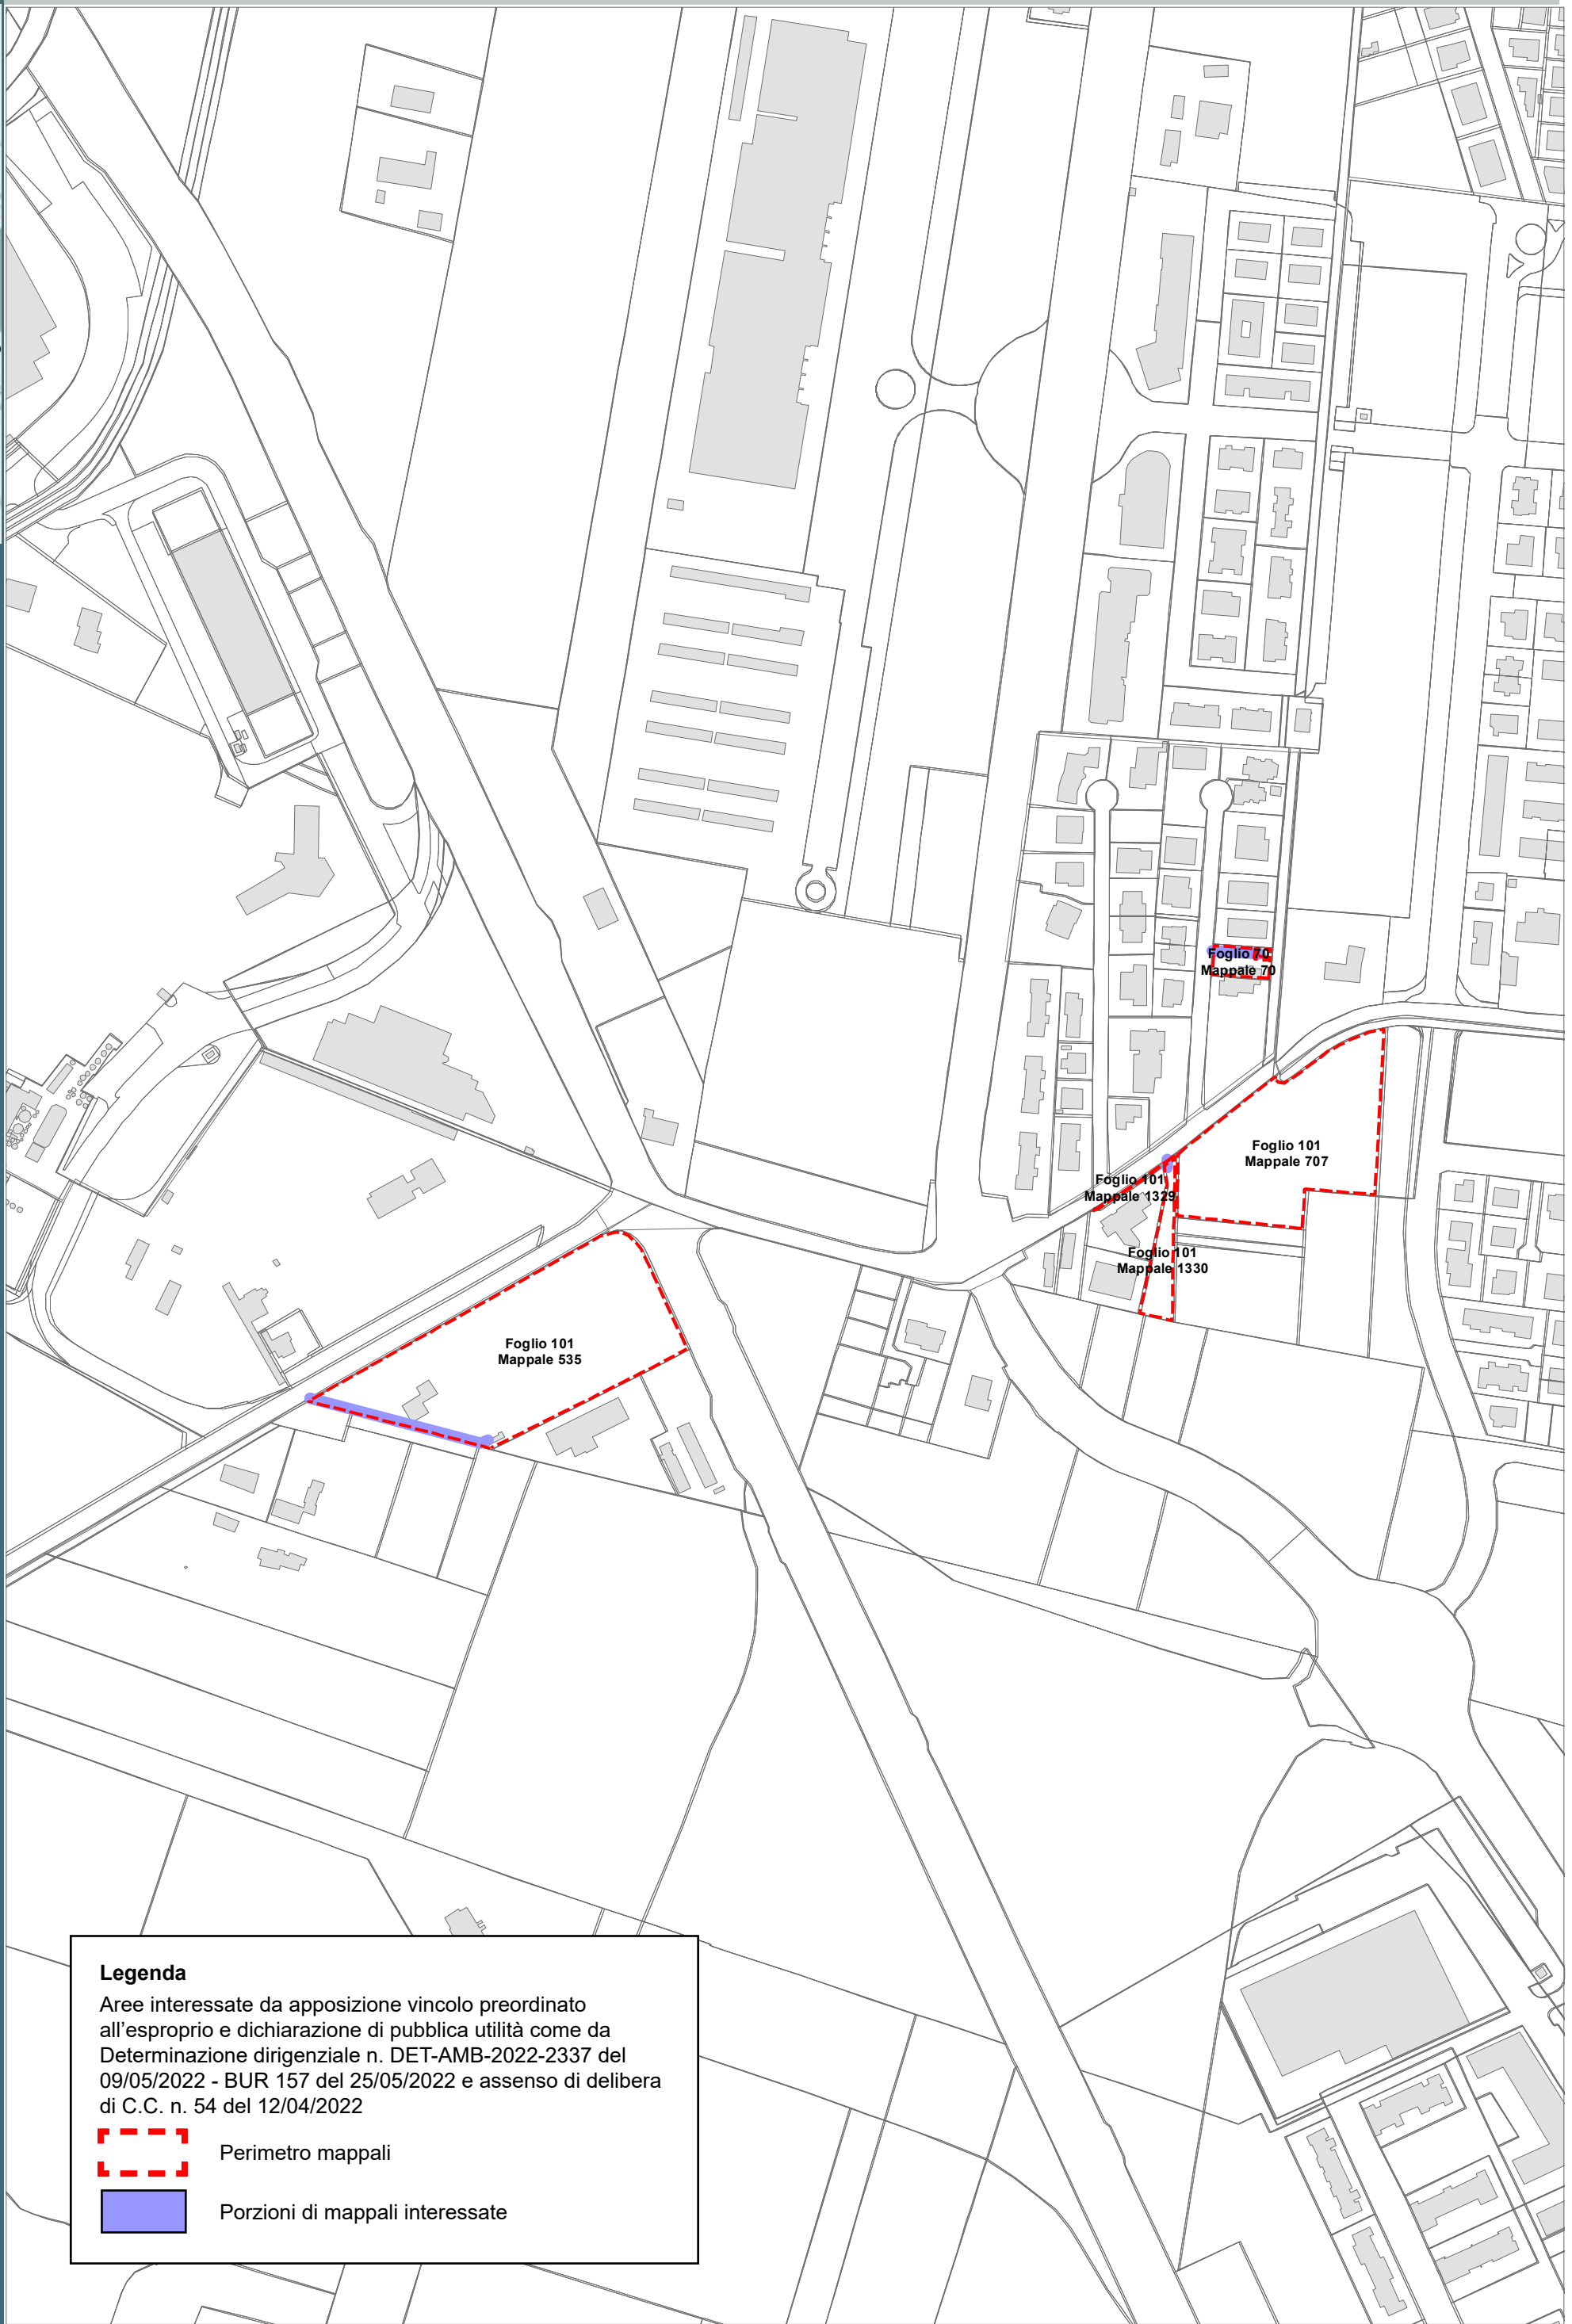 Foglio 70
Mappale 70
Foglio 101
Mappale 707
Foglio 101
Mappale 1329
Foglio 101
Mappale 1330
Foglio 101
Mappale 535
Legenda
Aree interessate da apposizione vincolo preordinato
all’esproprio e dichiarazione di pubblica utilità come da
Determinazione dirigenziale n. DET-AMB-2022-2337 del
09/05/2022 - BUR 157 del 25/05/2022 e assenso di delibera
di C.C. n. 54 del 12/04/2022
Perimetro mappali
Porzioni di mappali interessate